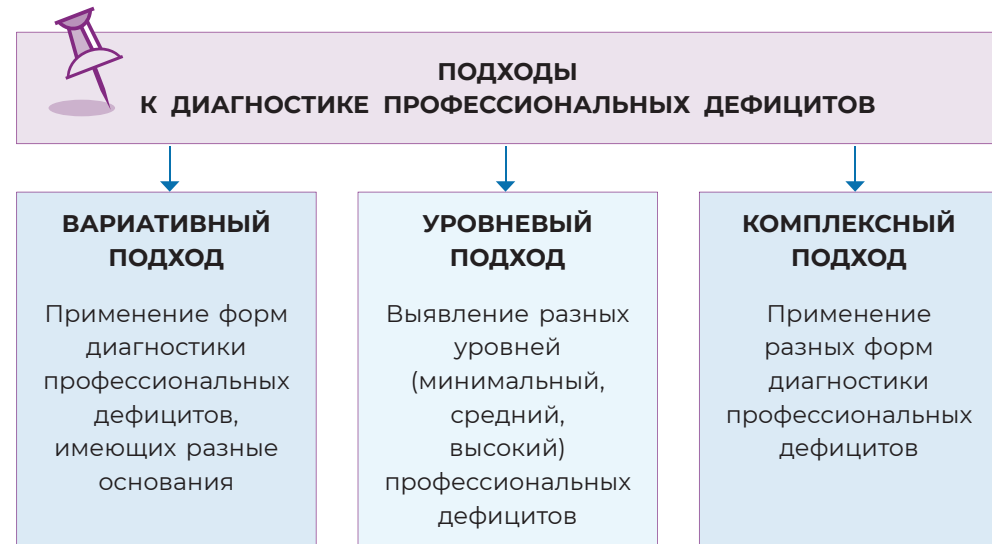 ПОДХОДЫ
К ДИАГНОСТИКЕ ПРОФЕССИОНАЛЬНЫХ ДЕФИЦИТОВ
ВАРИАТИВНЫЙ
ПОДХОД
Применение форм
диагностики
профессиональных
дефицитов,
имеющих разные
основания
УРОВНЕВЫЙ
ПОДХОД
Выявление разных
уровней
(минимальный,
средний,
высокий)
профессиональных
дефицитов
КОМПЛЕКСНЫЙ
ПОДХОД
Применение
разных форм
диагностики
профессиональных
дефицитов